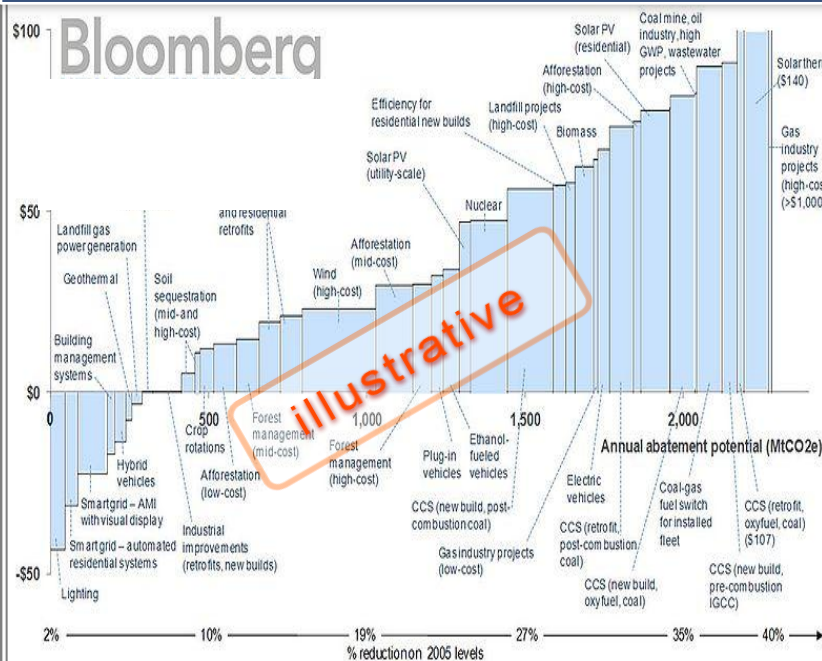 $100
Bloomberg
Solar PV
(residential)
Coal mine, oil
industry, high
GWP, wastewater
projects
Afforestation
(high-cost)
Solar ther
($140)
Efficiency for
residential new builds
Landfill projects
(high-cost)
Biomass
Gas
industry
projects
(high-cos
(>$1,000
Solar PV
(utility-scale)
$50
Nuclear
and residential
retrofits
Landfill gas
power generation
Afforestation
(mid-cost)
Geothermal
Soil
sequestration
(mid- and
high-cost)
Wind
(high-cost)
Building
management
systems
illustrative
$0
0
500
1,000
1,500
2,000
Annual abatement potential (MtCO2e)
Hybrid
vehicles
Crop
rotations
Forest
management
(mid-cost)
Forest
management
(high-cost)
Plug-in
vehicles
Ethanol-
fueled
vehicles
Afforestation
(low-cost)
Electric
vehicles
Coal-gas
fuel switch
for installed
fleet
Smartgrid – AMI
with visual display
CCS (new build, post-
combustion coal)
CCS (retrofit,
oxyfuel, coal)
($107)
Smartgrid – automated
residential systems
Industrial
improvements
(retrofits, new builds)
Gas industry projects
(low-cost)
CCS (retrofit,
post-combustion
coal)
CCS (new build,
oxyfuel, coal)
CCS (new build,
pre-combustion
IGCC)
-$50
Lighting
2%
10%
19%
27%
35%
40%
% reduction on 2005 levels